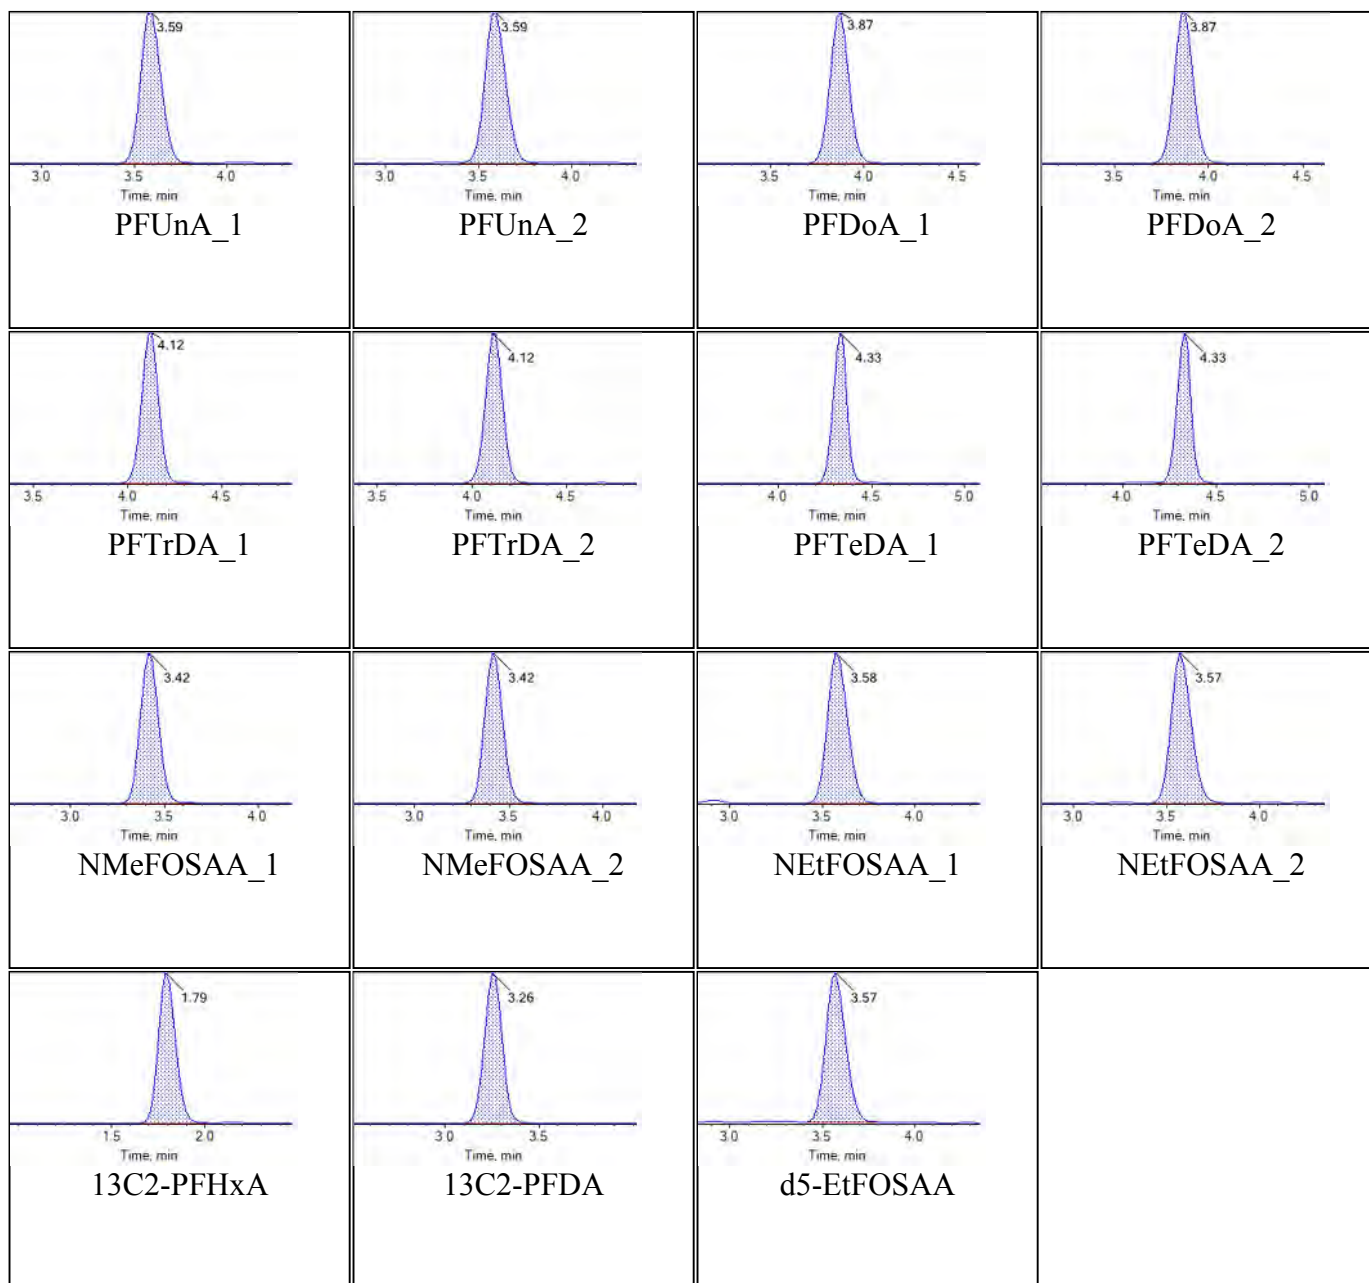 3.59 3.59 3.87 3.87
3.0 3.5 4.0 3.0 3.5 4.0 3.5 4.0 4.5 3.5 4.0 4.5
Time, min Time, min Time, min Time, min
PFUnA_1 PFUnA_2 PFDoA_1 PFDoA_2
4.12 4.12 4.33 4.33
3.5 4.0 4.5 3.5 4.0 4.5 4.0 4.5 5.0 4.0 4.5 5.0
Time, min Time, min Time, min Time, min
PFTrDA_1 PFTrDA_2 PFTeDA_1 PFTeDA_2
3.42 3.42 3.58 3.57
3.0 3.5 4.0 3.0 3.5 4.0 3.0 3.5 4.0 3.0 3.5 4.0
Time, min Time, min Time, min Time, min
NMeFOSAA_1 NMeFOSAA_2 NEtFOSAA_1 NEtFOSAA_2
1.79 3.26 3.57
1.5 2.0 3.0 3.5 3.0 3.5 4.0
Time, min Time, min Time, min
13C2-PFHxA 13C2-PFDA d5-EtFOSAA